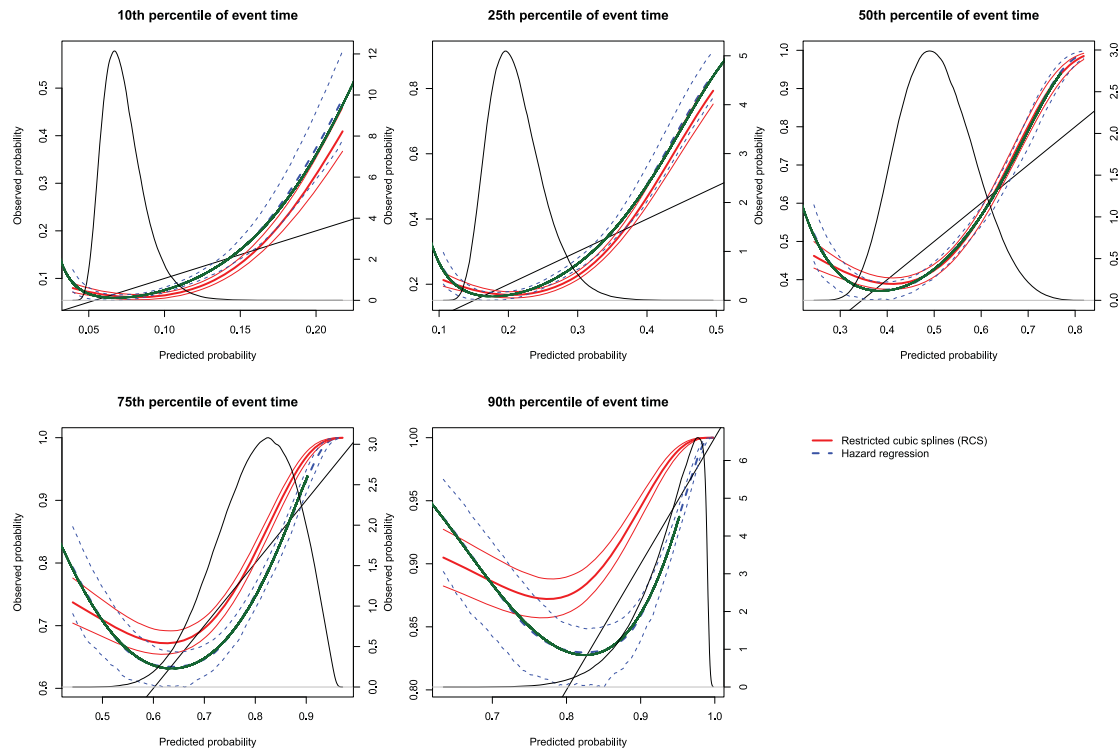 10th percentile of event time
0.1 0.2 0.3 0.4 0.5
Observed probability
0 2 4 6 8 10 12
Observed probability
0.05 0.10 0.15 0.20
Predicted probability
25th percentile of event time
0.2 0.4 0.6 0.8
0 1 2 3 4 5
Observed probability
0.1 0.2 0.3 0.4 0.5
Predicted probability
50th percentile of event time
0.4 0.5 0.6 0.7 0.8 0.9 1.0
0.0 0.5 1.0 1.5 2.0 2.5 3.0
0.3 0.4 0.5 0.6 0.7 0.8
Predicted probability
75th percentile of event time
Observed probability
0.6 0.7 0.8 0.9 1.0
0.0 0.5 1.0 1.5 2.0 2.5 3.0
Observed probability
0.5 0.6 0.7 0.8 0.9
Predicted probability
90th percentile of event time
0.80 0.85 0.90 0.95 1.00
0 1 2 3 4 5 6
0.7 0.8 0.9 1.0
Predicted probability
Restricted cubic splines (RCS)
Hazard regression